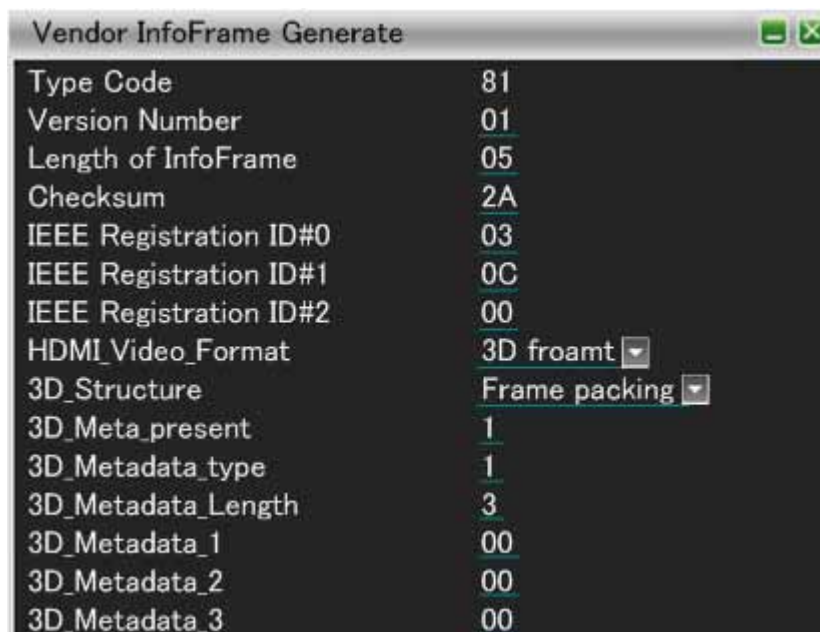 Vendor InfoFrame Generate
Type Code 81
Version Number 01
Length of InfoFrame 05
Checksum 2A
IEEE Registration ID#0 03
IEEE Registration ID#1 0C
IEEE Registration ID#2 00
HDMI_Video_Format 3D froamt
3D_Structure Frame packing
3D_Meta_present 1
3D_Metadata_type 1
3D_Metadata_Length 3
3D_Metadata_1 00
3D_Metadata_2 00
3D_Metadata_3 00